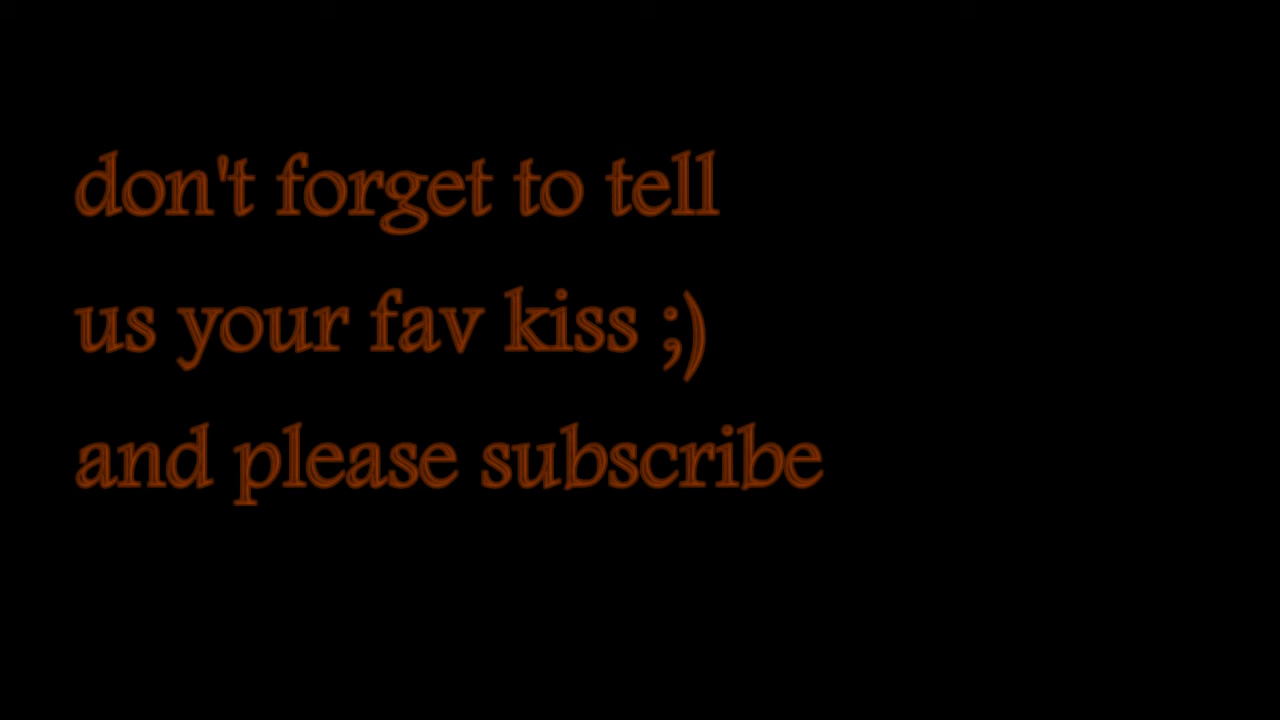 don't forget to tell
us your fav kiss ;)
and please subscribe